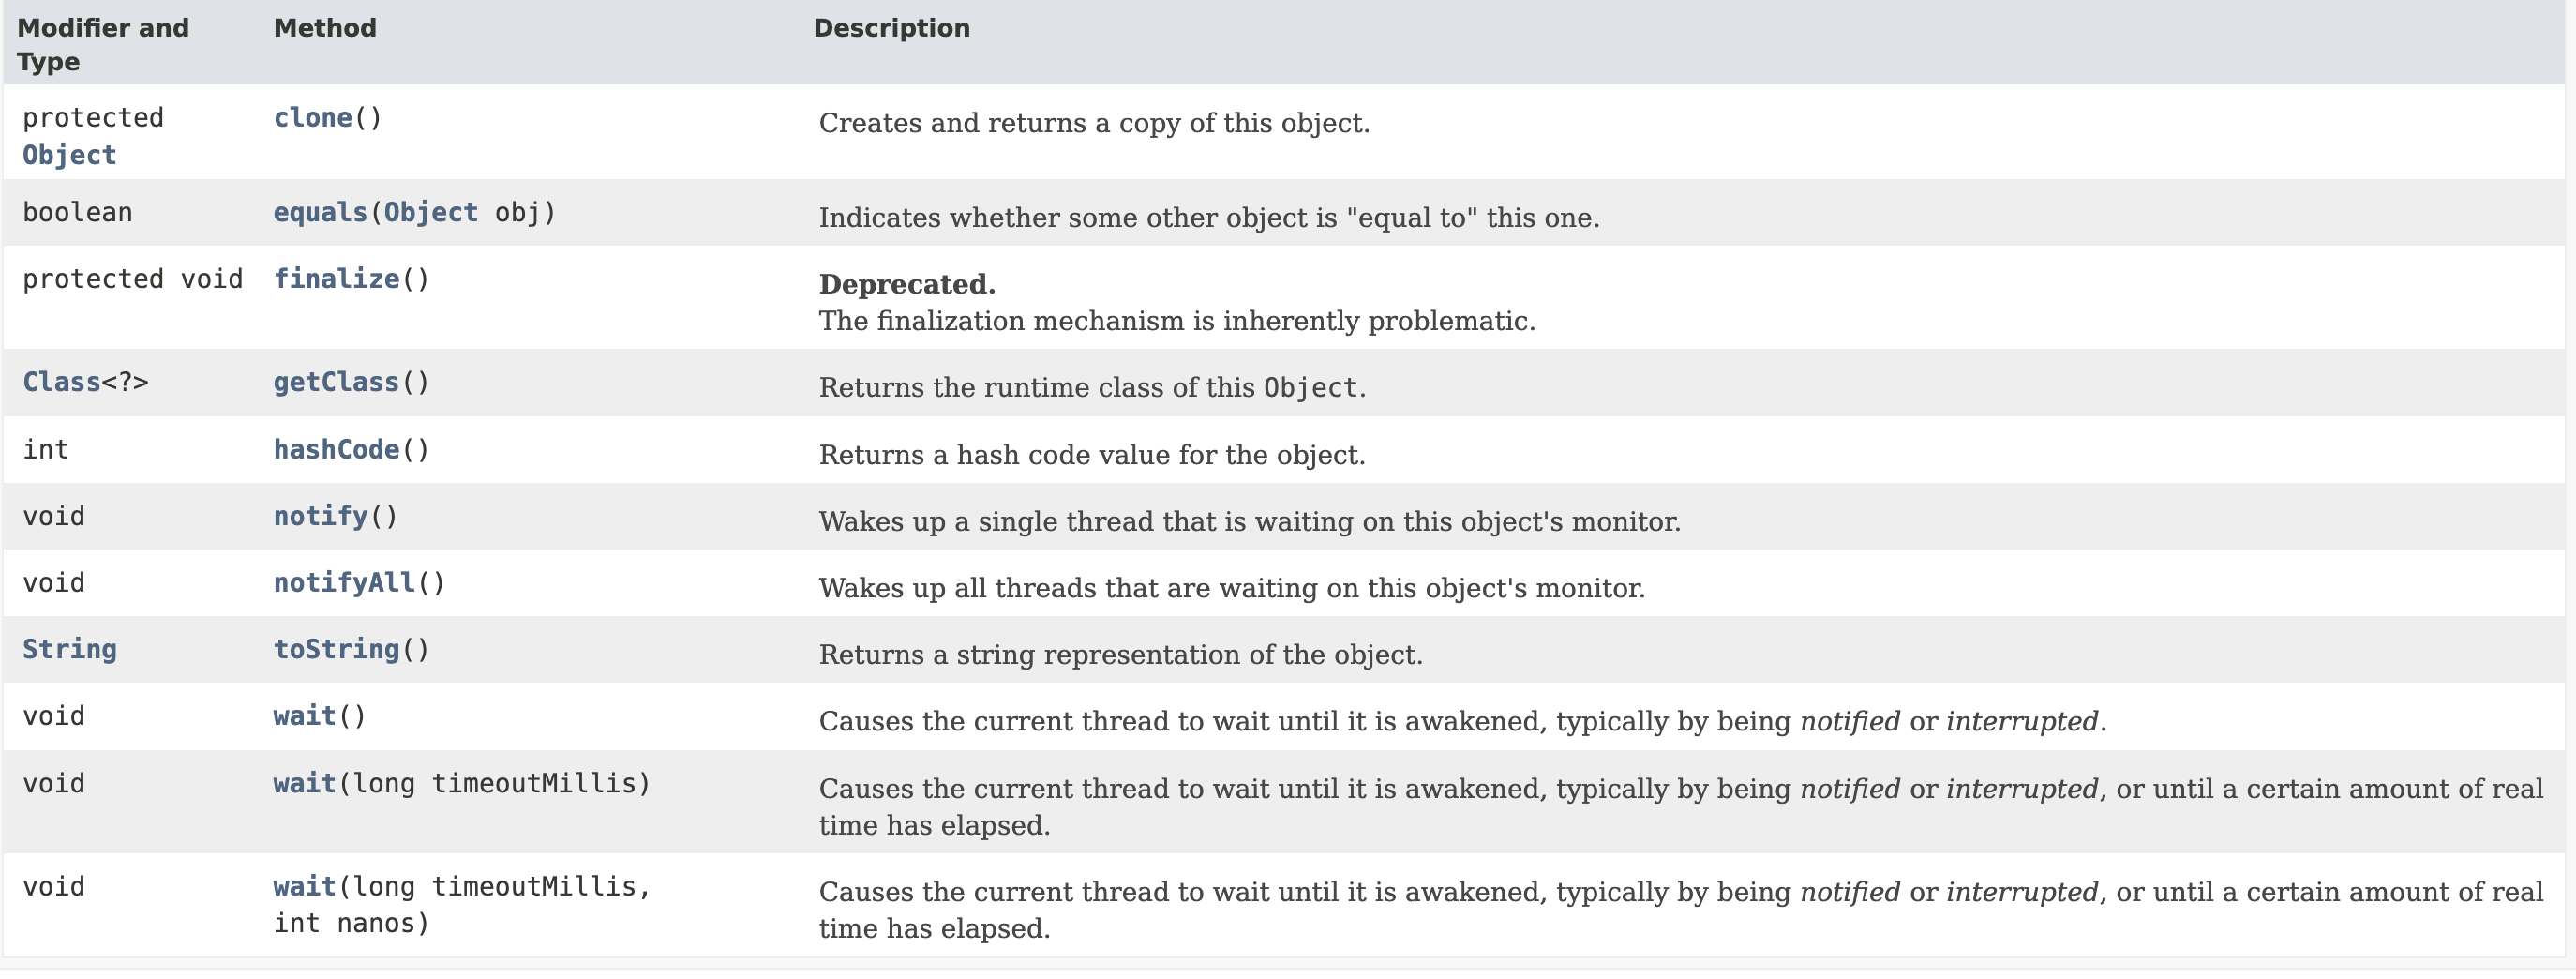 Modifier and Type Method Description
protected Object clone() Creates and returns a copy of this object.
boolean equals(Object obj) Indicates whether some other object is "equal to" this one.
protected void finalize() Deprecated.
The finalization mechanism is inherently problematic.
Class<?> getClass() Returns the runtime class of this Object.
int hashCode() Returns a hash code value for the object.
void notify() Wakes up a single thread that is waiting on this object's monitor.
void notifyAll() Wakes up all threads that are waiting on this object's monitor.
String toString() Returns a string representation of the object.
void wait() Causes the current thread to wait until it is awakened, typically by being notified or interrupted.
void wait(long timeoutMillis) Causes the current thread to wait until it is awakened, typically by being notified or interrupted, or until a certain amount of real
time has elapsed.
void wait(long timeoutMillis, int nanos) Causes the current thread to wait until it is awakened, typically by being notified or interrupted, or until a certain amount of real
time has elapsed.